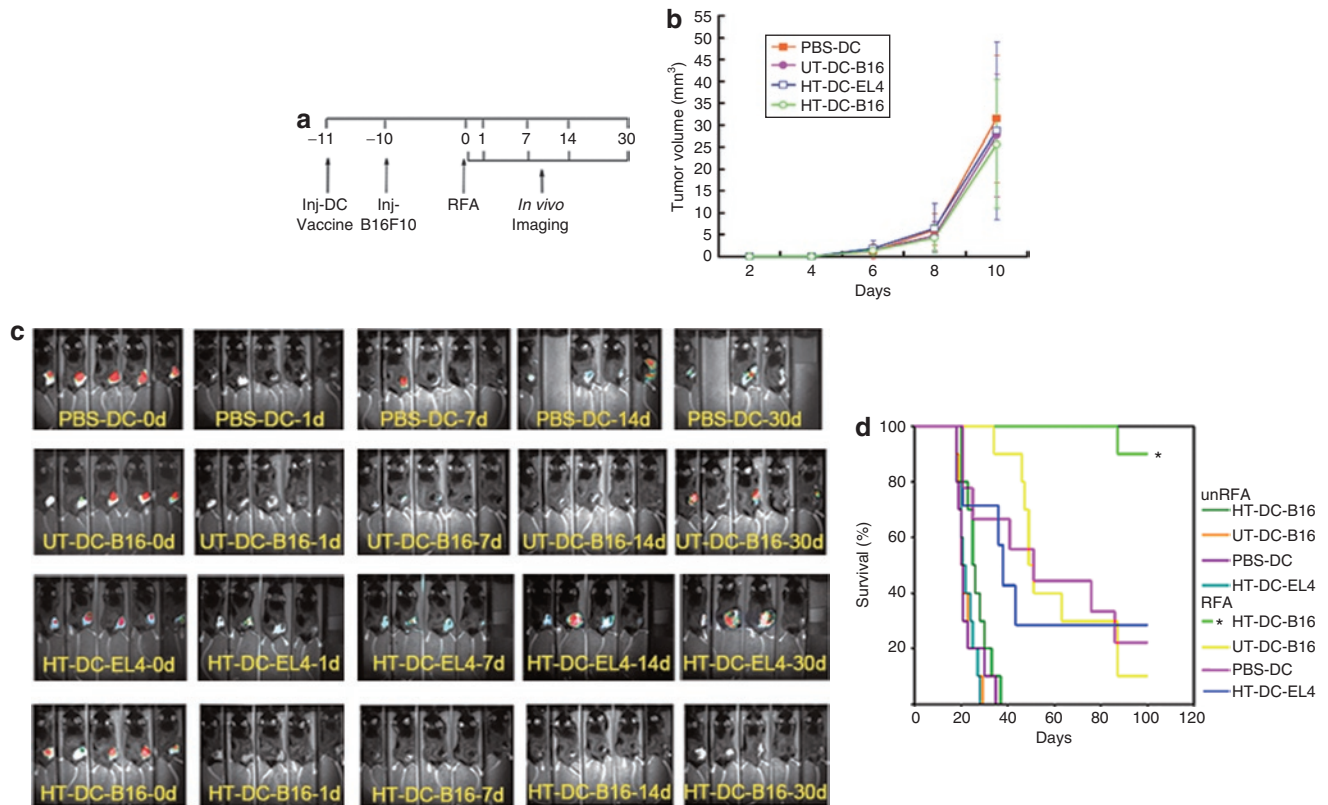 a
−11 −10 0 1 7 14 30
Inj-DC
Vaccine
Inj-
B16F10
RFA
In vivo
Imaging
b
Tumor volume (mm³)
55
50
45
40
35
30
25
20
15
10
5
0
PBS-DC
UT-DC-B16
HT-DC-EL4
HT-DC-B16
2 4 6 8 10
Days
c
PBS-DC-0d PBS-DC-1d PBS-DC-7d PBS-DC-14d PBS-DC-30d
UT-DC-B16-0d UT-DC-B16-1d UT-DC-B16-7d UT-DC-B16-14d UT-DC-B16-30d
HT-DC-EL4-0d HT-DC-EL4-1d HT-DC-EL4-7d HT-DC-EL4-14d HT-DC-EL4-30d
HT-DC-B16-0d HT-DC-B16-1d HT-DC-B16-7d HT-DC-B16-14d HT-DC-B16-30d
d
Survival (%)
100
80
60
40
20
0 20 40 60 80 100 120
Days
*
unRFA
HT-DC-B16
UT-DC-B16
PBS-DC
HT-DC-EL4
RFA
* HT-DC-B16
UT-DC-B16
PBS-DC
HT-DC-EL4